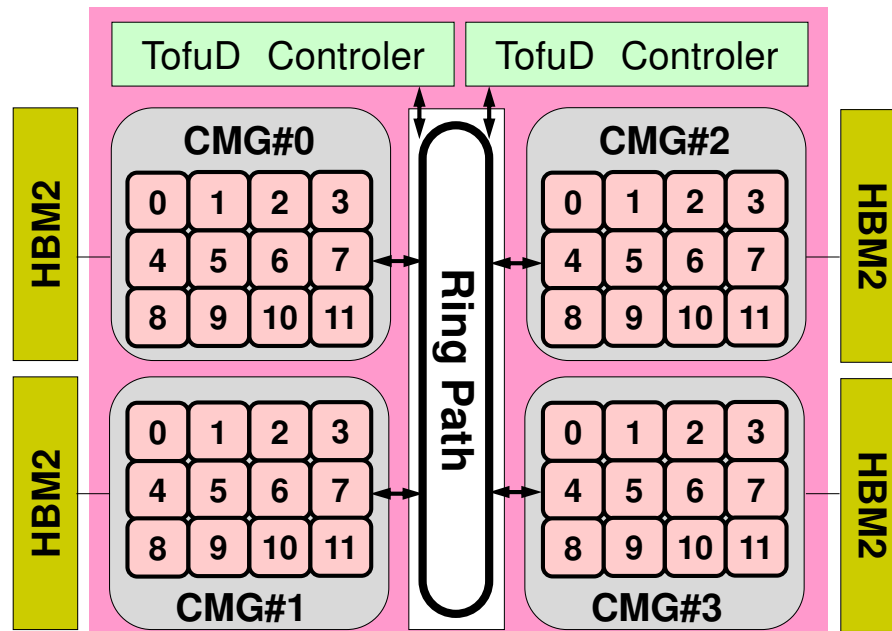 TofuD Controler
TofuD Controler
HBM2
CMG#0
0 1 2 3
4 5 6 7
8 9 10 11
Ring Path
CMG#2
0 1 2 3
4 5 6 7
8 9 10 11
HBM2
HBM2
0 1 2 3
4 5 6 7
8 9 10 11
CMG#1
0 1 2 3
4 5 6 7
8 9 10 11
CMG#3
HBM2